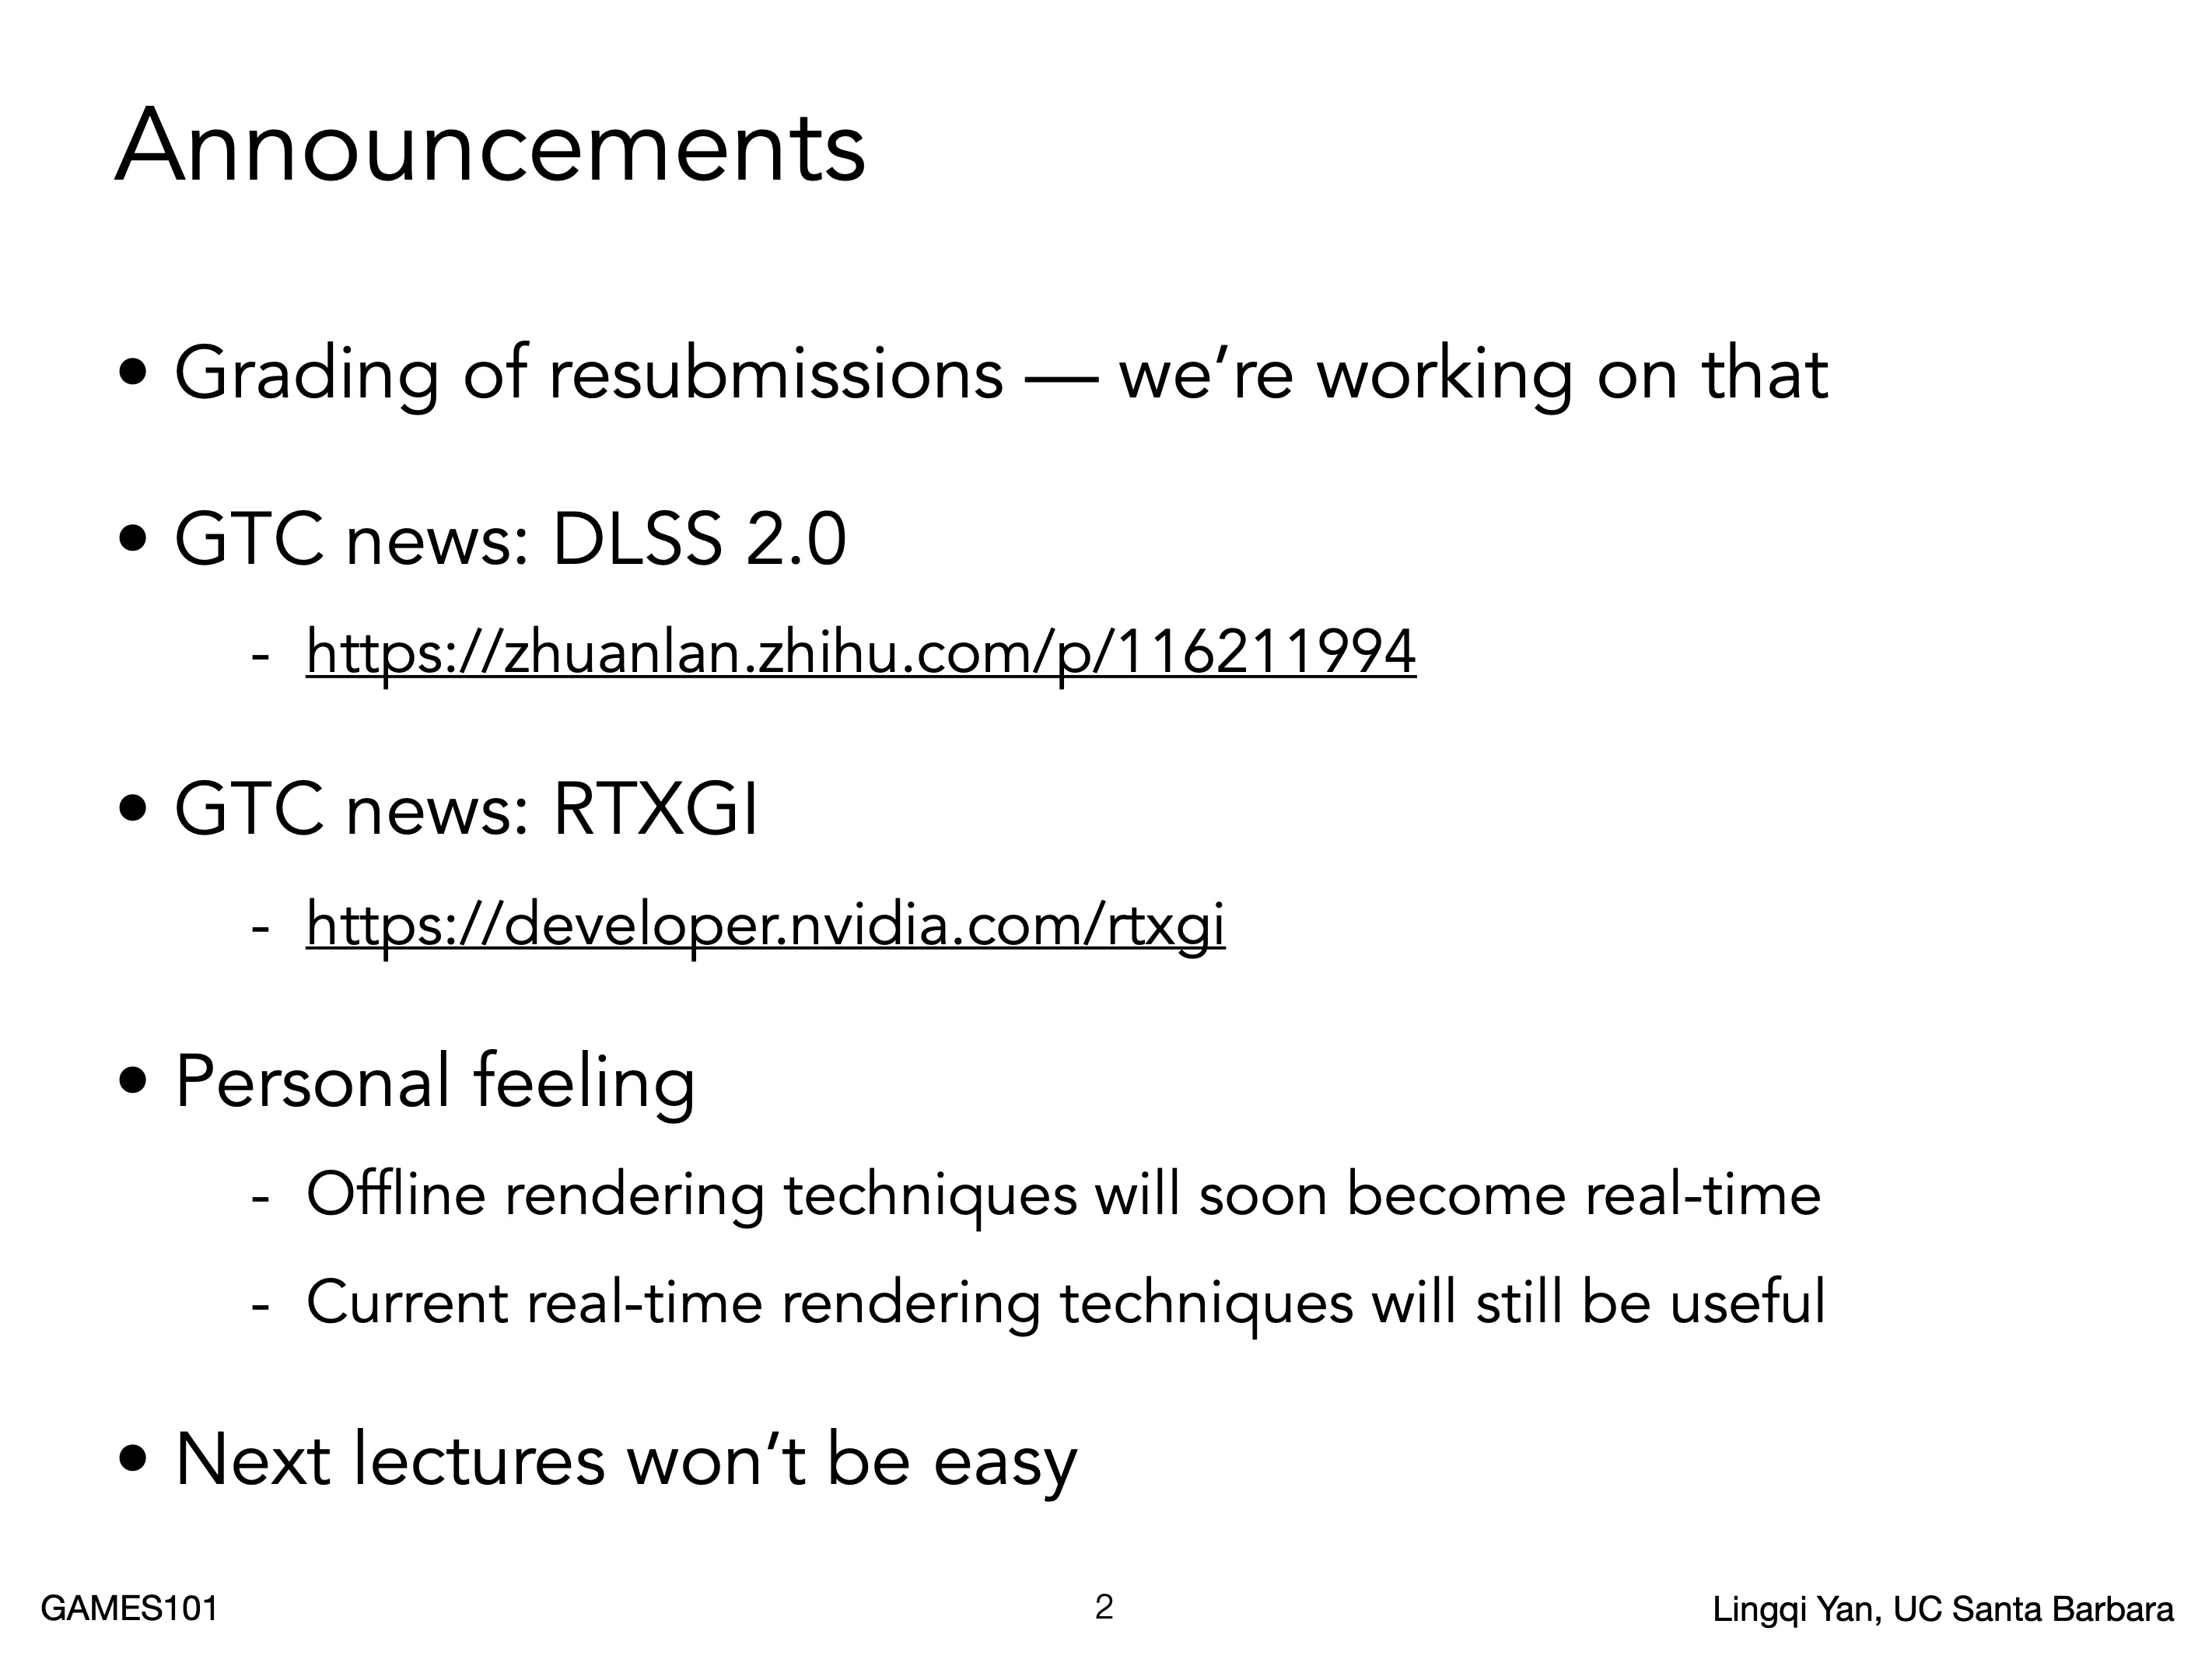 Announcements
• Grading of resubmissions — we’re working on that
• GTC news: DLSS 2.0
- https://zhuanlan.zhihu.com/p/116211994
• GTC news: RTXGI
- https://developer.nvidia.com/rtxgi
• Personal feeling
- Offline rendering techniques will soon become real-time
- Current real-time rendering techniques will still be useful
• Next lectures won‘t be easy
GAMES101
2
Lingqi Yan, UC Santa Barbara